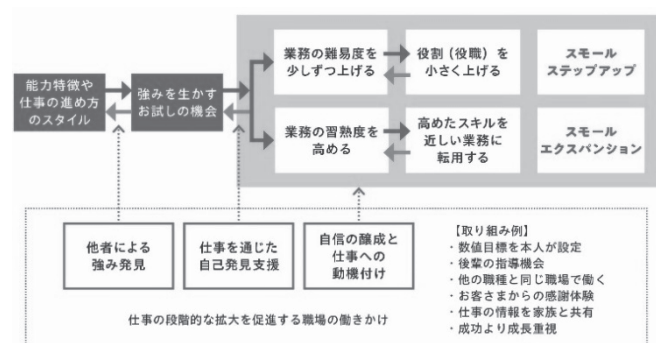 能力特徴や
仕事の進め方
のスタイル
強みを生かす
お試しの機会
業務の難易度を
少しずつ上げる
役割（役職）を
小さく上げる
スモール
ステップアップ
業務の習熟度を
高める
高めたスキルを
近しい業務に
転用する
スモール
エクスパンション
他者による
強み発見
仕事を通じた
自己発見支援
自信の醸成と
仕事への
動機付け
【取り組み例】
・数値目標を本人が設定
・後輩の指導機会
・他の職種と同じ職場で働く
・お客さまからの感謝体験
・仕事の情報を家族と共有
・成功より成長重視
仕事の段階的な拡大を促進する職場の働きかけ